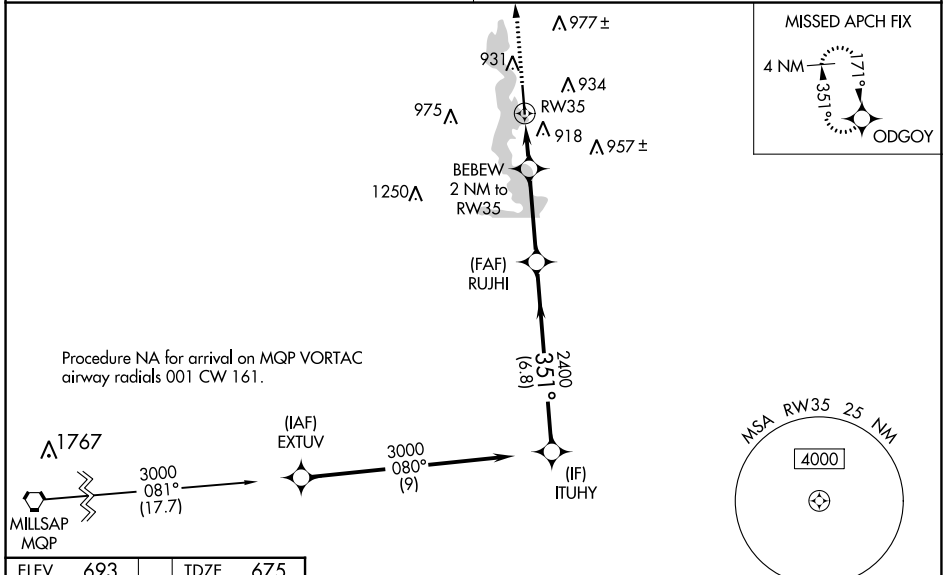 977 ±
MISSED APCH FIX
931
4 NM
171°
934
351°
975
RW35
918
ODGOY
957 ±
BEBEW
2 NM to
RW35
1250
(FAF)
RUJHI
Procedure NA for arrival on MQP VORTAC
airway radials 001 CW 161.
2400
351°
(6.8)
MSA RW35 25 NM
(IAF)
EXTUV
1767
3000
080°
(9)
4000
3000
081°
(17.7)
(IF)
ITUHY
MILLSAP
MQP
ELEV 693 TDZE 675